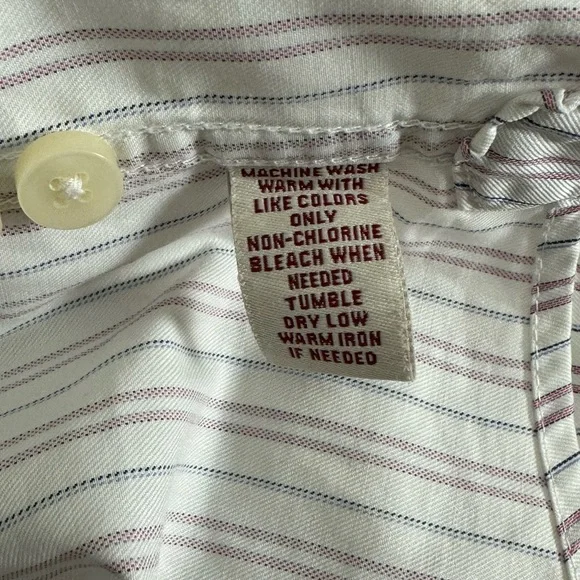 MACHINE WASH
WARM WITH
LIKE COLORS
ONLY
NON-CHLORINE
BLEACH WHEN
NEEDED
TUMBLE
DRY LOW
WARM IRON
IF NEEDED